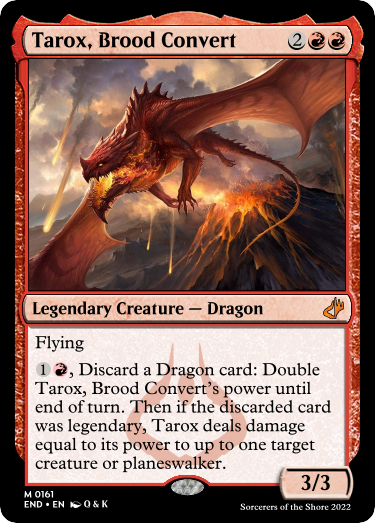 Tarox, Brood Convert 2
Legendary Creature — Dragon
Flying
1, Discard a Dragon card: Double
Tarox, Brood Convert's power until
end of turn. Then if the discarded card
was legendary, Tarox deals damage
equal to its power to up to one target
creature or planeswalker.
3/3
M 0161
END • EN Q & K
Sorcerers of the Shore 2022